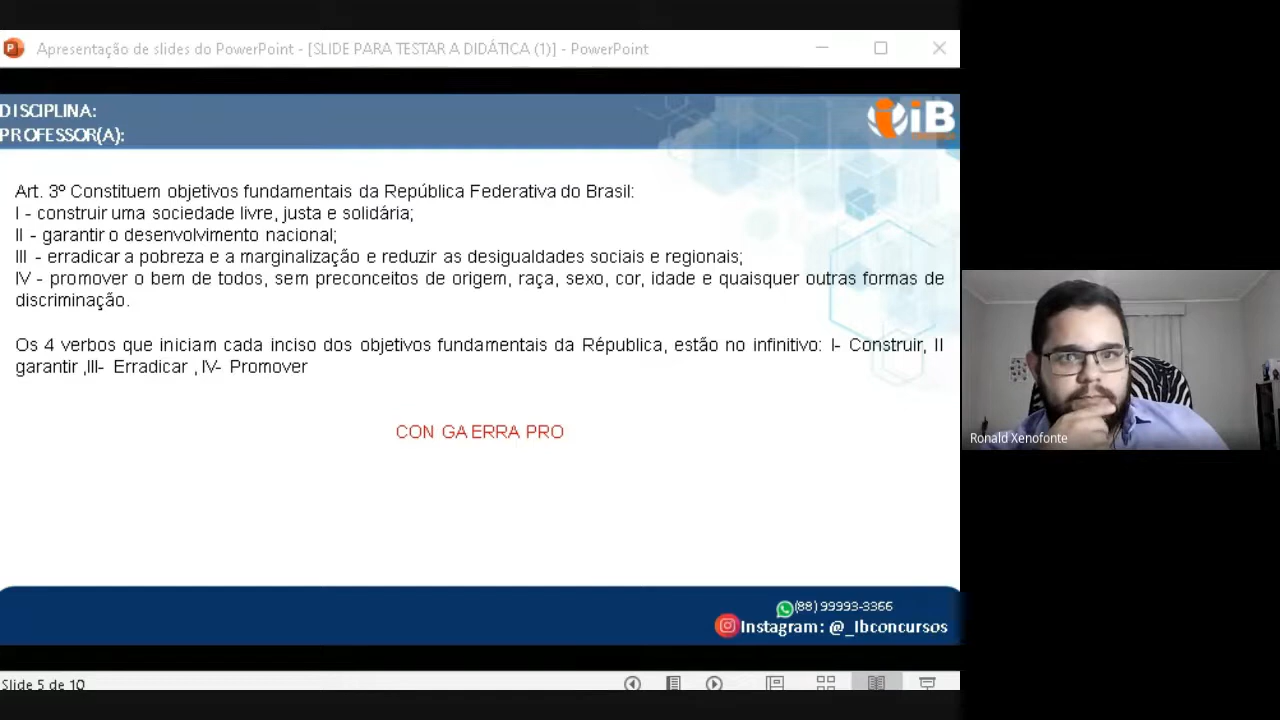 Apresentação de slides do PowerPoint - [SLIDE PARA TESTAR A DIDÁTICA (1)] - PowerPoint
DISCIPLINA:
PROFESSOR(A):
iB
Art. 3º Constituem objetivos fundamentais da República Federativa do Brasil:
I - construir uma sociedade livre, justa e solidária;
II - garantir o desenvolvimento nacional;
III - erradicar a pobreza e a marginalização e reduzir as desigualdades sociais e regionais;
IV - promover o bem de todos, sem preconceitos de origem, raça, sexo, cor, idade e quaisquer outras formas de
discriminação.
Os 4 verbos que iniciam cada inciso dos objetivos fundamentais da Républica, estão no infinitivo: I- Construir, II
garantir ,III- Erradicar , IV- Promover
CON GA ERRA PRO
Ronald Xenofonte
(88) 99993-3366
Instagram: @_Ibconcursos
Slide 5 de 10